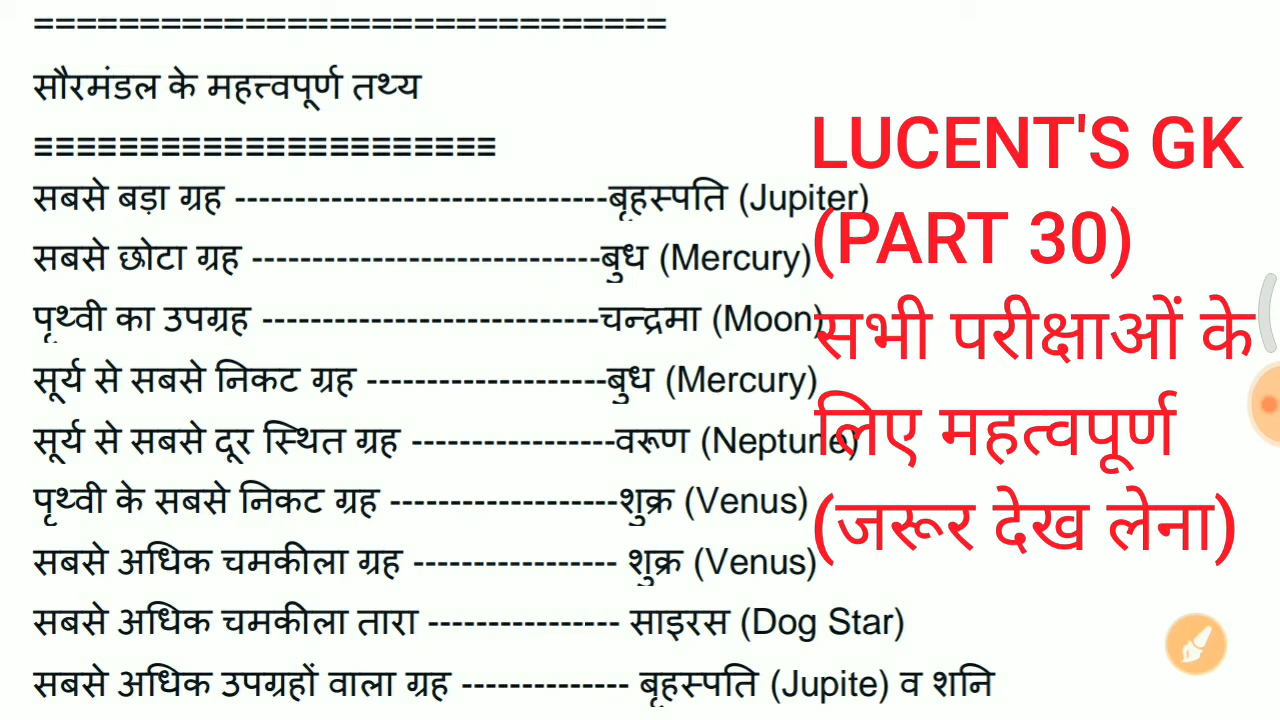 ==============================
सौरमंडल के महत्त्वपूर्ण तथ्य
≡≡≡≡≡≡≡≡≡≡≡≡≡≡≡≡≡≡≡≡≡≡
सबसे बड़ा ग्रह -------------------------------बृहस्पति (Jupiter)
सबसे छोटा ग्रह -----------------------------बुध (Mercury)
पृथ्वी का उपग्रह ----------------------------चन्द्रमा (Moon)
सूर्य से सबसे निकट ग्रह --------------------बुध (Mercury)
सूर्य से सबसे दूर स्थित ग्रह -----------------वरूण (Neptune)
पृथ्वी के सबसे निकट ग्रह -------------------शुक्र (Venus)
सबसे अधिक चमकीला ग्रह ----------------- शुक्र (Venus)
सबसे अधिक चमकीला तारा ---------------- साइरस (Dog Star)
सबसे अधिक उपग्रहों वाला ग्रह -------------- बृहस्पति (Jupite) व शनि
LUCENT'S GK
(PART 30)
सभी परीक्षाओं के
लिए महत्वपूर्ण
(जरूर देख लेना)